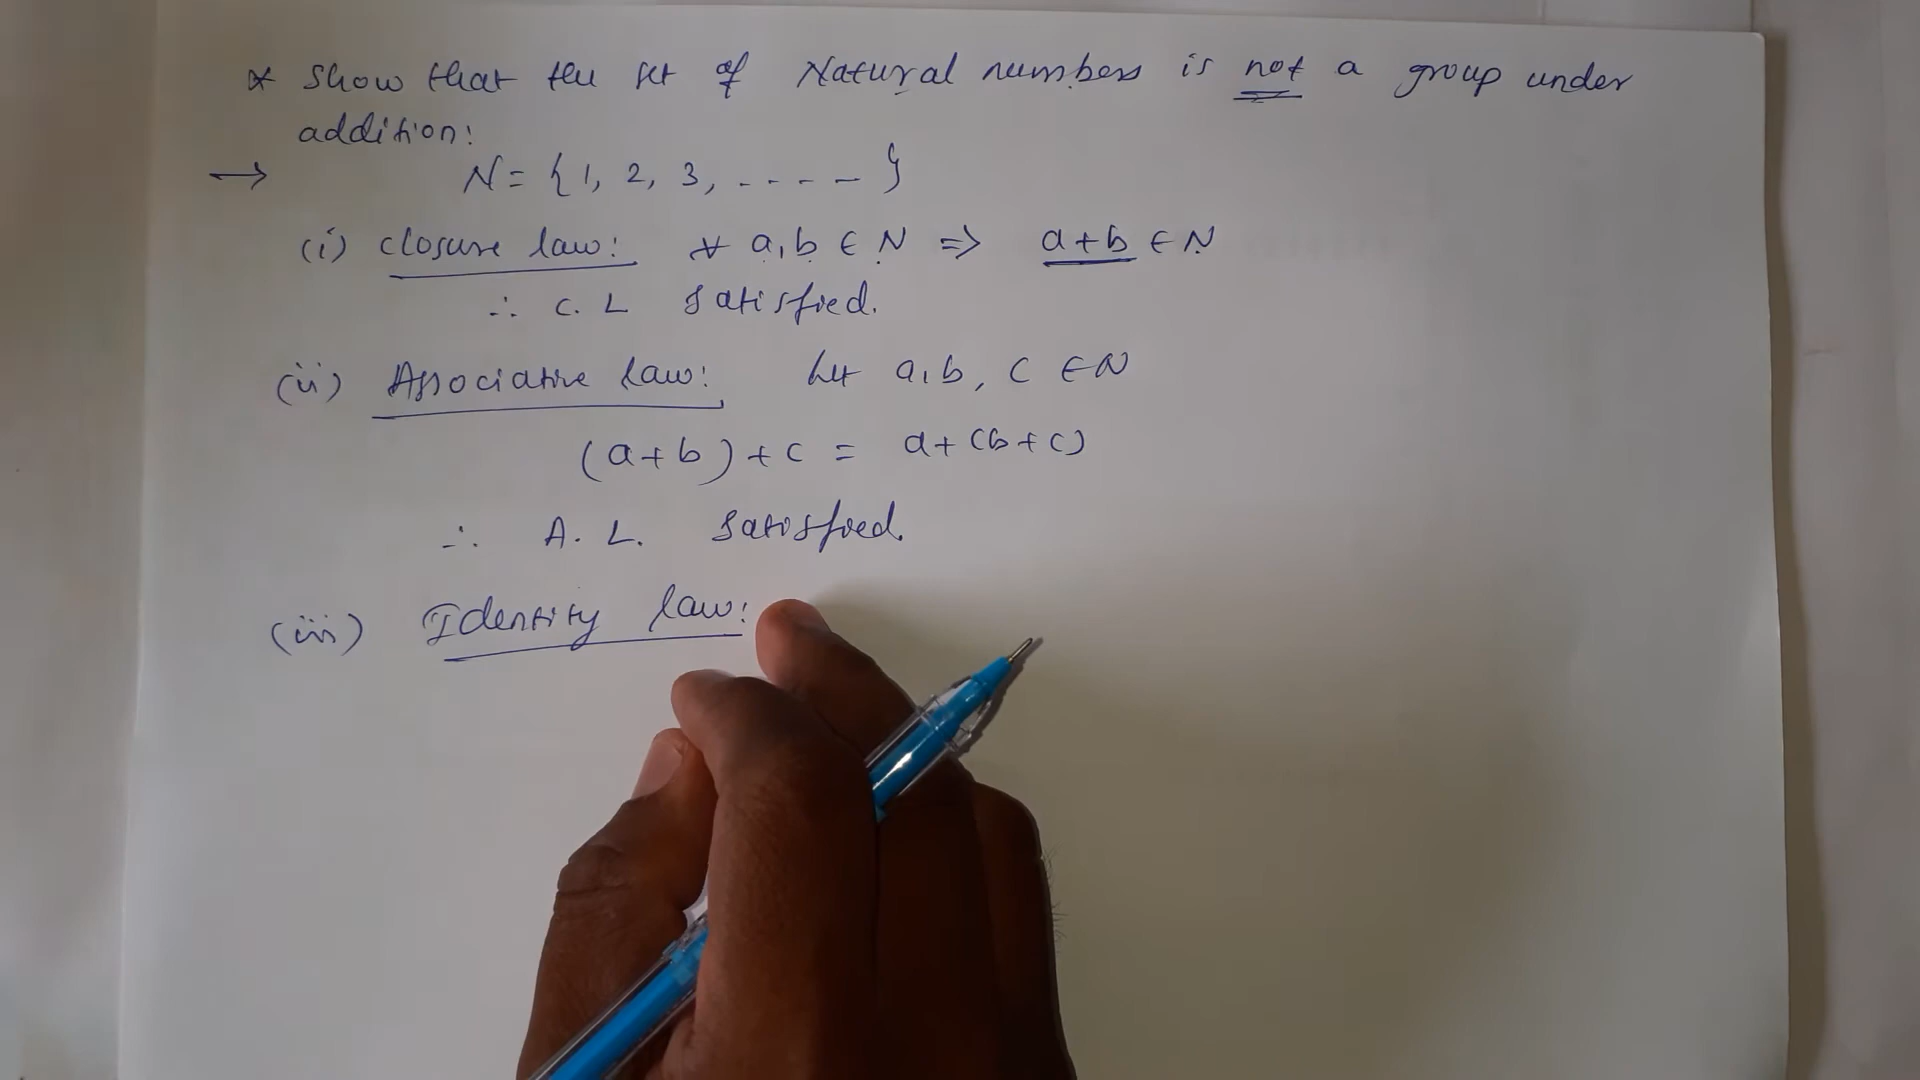 * Show that the set of Natural numbers is not a group under
addition:
→ N = {1, 2, 3, ..... }
(i) closure law: ∀ a, b ∈ N ⇒ a+b ∈ N
∴ C. L satisfied.
(ii) Associative law: Let a, b, c ∈ N
(a+b)+c = a+(b+c)
∴ A. L. satisfied.
(iii) Identity law: